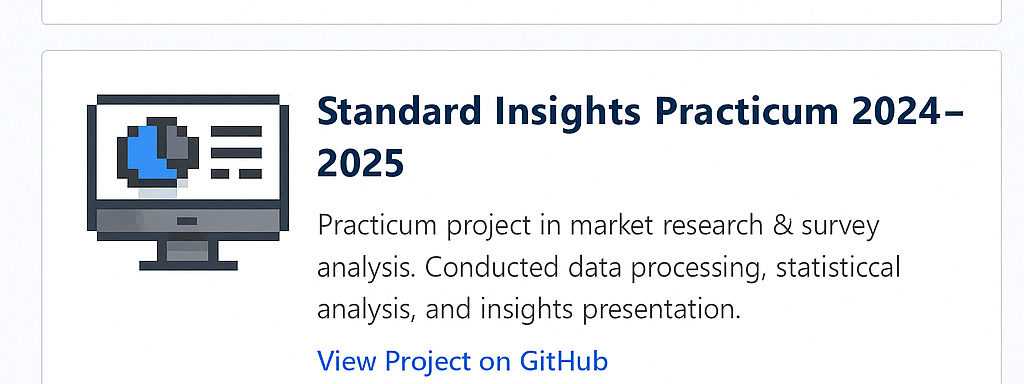 Standard Insights Practicum 2024–
2025
Practicum project in market research & survey
analysis. Conducted data processing, statisticcal
analysis, and insights presentation.
View Project on GitHub